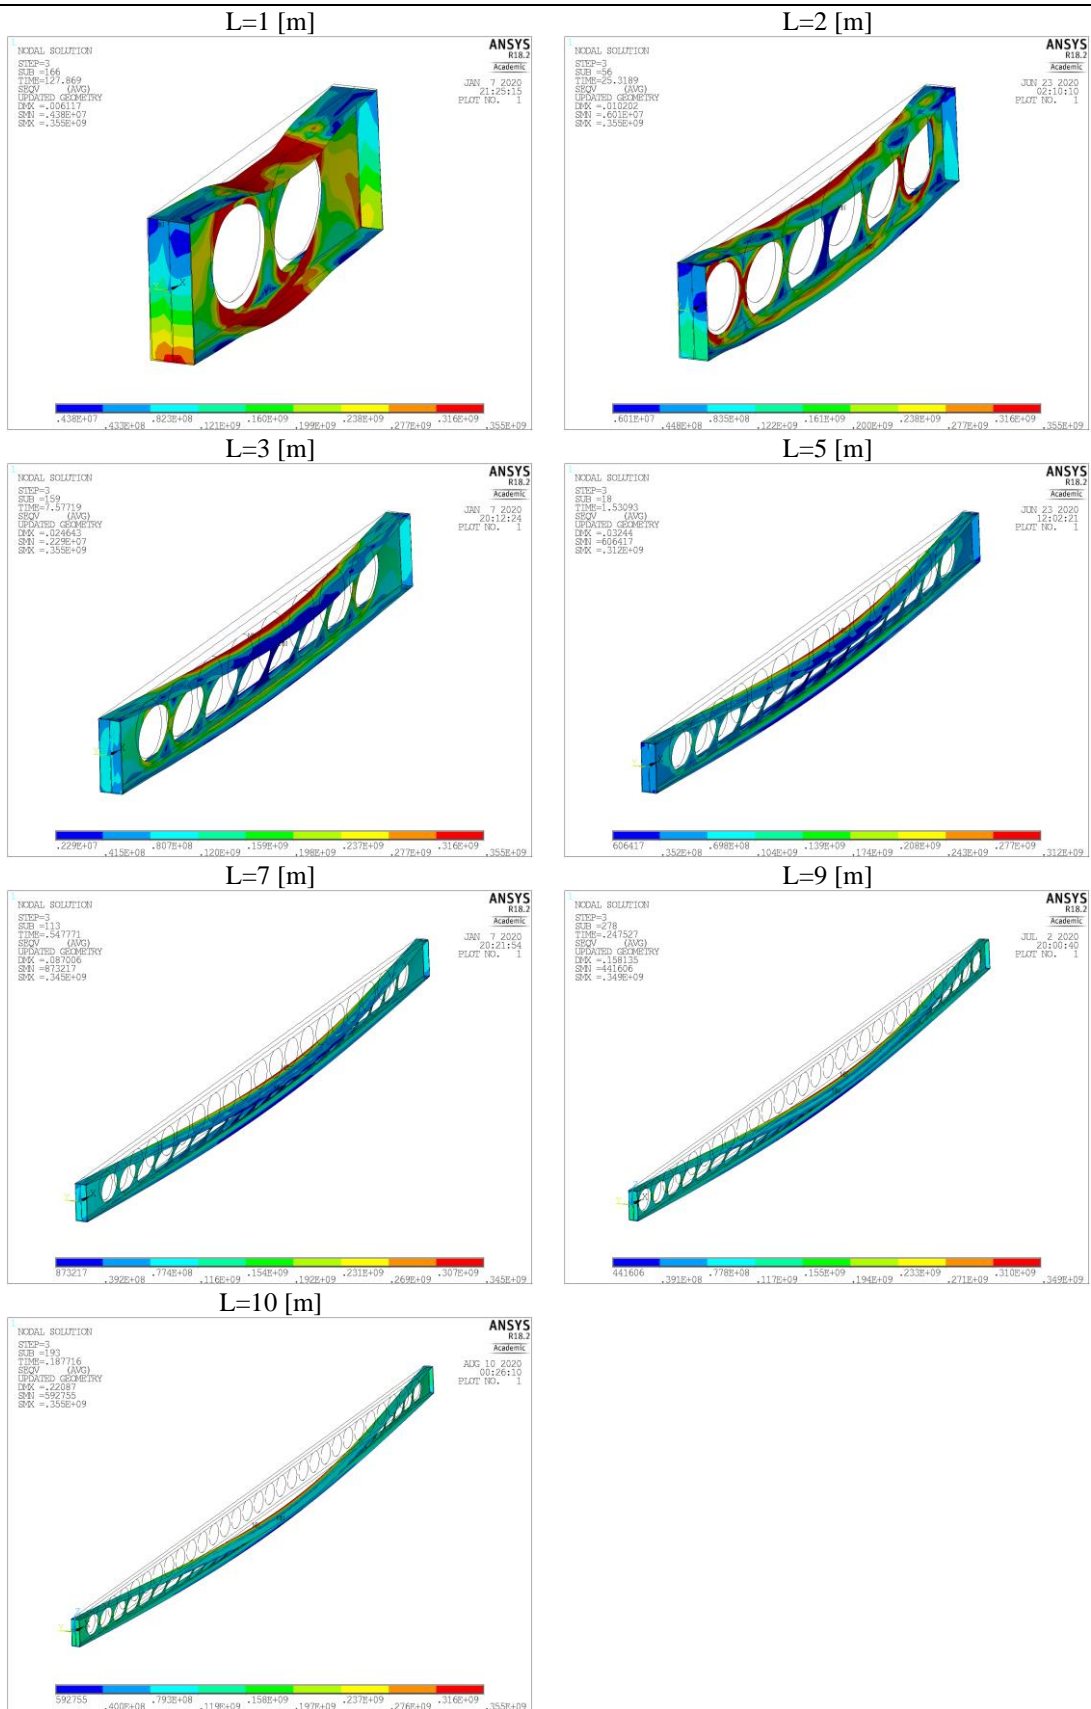 L=1 [m]
1
NODAL SOLUTION
STEP=3
SUB =166
TIME=127.869
SEQV (AVG)
UPDATED GEOMETRY
DMX =.006117
SMN =.438E+07
SMX =.355E+09
ANSYS
R18.2
Academic
JAN 7 2020
21:25:15
PLOT NO. 1
X
.438E+07 .823E+08 .160E+09 .238E+09 .316E+09
.433E+08 .121E+09 .199E+09 .277E+09 .355E+09
L=2 [m]
1
NODAL SOLUTION
STEP=3
SUB =56
TIME=25.3189
SEQV (AVG)
UPDATED GEOMETRY
DMX =.010202
SMN =.601E+07
SMX =.355E+09
ANSYS
R18.2
Academic
JUN 23 2020
02:10:10
PLOT NO. 1
.601E+07 .835E+08 .161E+09 .238E+09 .316E+09
.448E+08 .122E+09 .200E+09 .277E+09 .355E+09
L=3 [m]
1
NODAL SOLUTION
STEP=3
SUB =159
TIME=7.57719
SEQV (AVG)
UPDATED GEOMETRY
DMX =.024643
SMN =.229E+07
SMX =.355E+09
ANSYS
R18.2
Academic
JAN 7 2020
20:12:24
PLOT NO. 1
X
.229E+07 .807E+08 .159E+09 .237E+09 .316E+09
.415E+08 .120E+09 .198E+09 .277E+09 .355E+09
L=5 [m]
1
NODAL SOLUTION
STEP=3
SUB =18
TIME=1.53093
SEQV (AVG)
UPDATED GEOMETRY
DMX =.03244
SMN =606417
SMX =.312E+09
ANSYS
R18.2
Academic
JUN 23 2020
12:02:21
PLOT NO. 1
606417 .698E+08 .139E+09 .208E+09 .277E+09
.352E+08 .104E+09 .174E+09 .243E+09 .312E+09
L=7 [m]
1
NODAL SOLUTION
STEP=3
SUB =113
TIME=.547771
SEQV (AVG)
UPDATED GEOMETRY
DMX =.087006
SMN =873217
SMX =.345E+09
ANSYS
R18.2
Academic
JAN 7 2020
20:21:54
PLOT NO. 1
X
873217 .774E+08 .154E+09 .231E+09 .307E+09
.392E+08 .116E+09 .192E+09 .269E+09 .345E+09
L=9 [m]
1
NODAL SOLUTION
STEP=3
SUB =278
TIME=.247527
SEQV (AVG)
UPDATED GEOMETRY
DMX =.158135
SMN =441606
SMX =.349E+09
ANSYS
R18.2
Academic
JUL 2 2020
20:00:40
PLOT NO. 1
Z
X
441606 .778E+08 .155E+09 .233E+09 .310E+09
.391E+08 .117E+09 .194E+09 .271E+09 .349E+09
L=10 [m]
1
NODAL SOLUTION
STEP=3
SUB =193
TIME=.187716
SEQV (AVG)
UPDATED GEOMETRY
DMX =.22087
SMN =592755
SMX =.355E+09
ANSYS
R18.2
Academic
AUG 10 2020
00:26:10
PLOT NO. 1
Z
592755 .793E+08 .158E+09 .237E+09 .316E+09
.400E+08 .119E+09 .197E+09 .276E+09 .355E+09